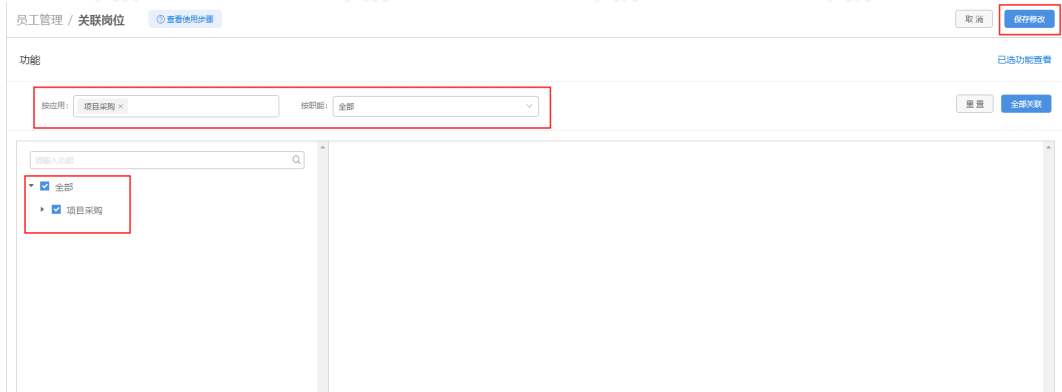 员工管理 / 关联岗位 ?查看使用步骤 取消 保存修改
功能 已选功能查看
按应用: 项目采购 × 按职能: 全部 重置 全部关联
请输入功能
全部
项目采购